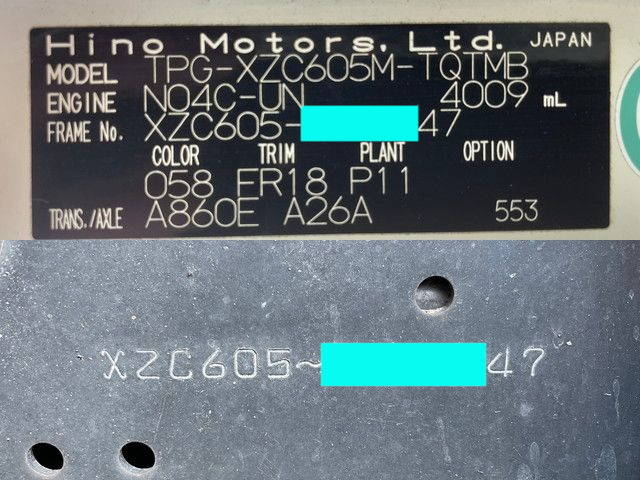 Hino Motors, Ltd. JAPAN
MODEL TPG-XZC605M-TQTMB
ENGINE N04C-UN 4009 mL
FRAME No. XZC605- 47
COLOR TRIM PLANT OPTION
058 FR18 P11
TRANS./AXLE A860E A26A 553
XZC605~ 47